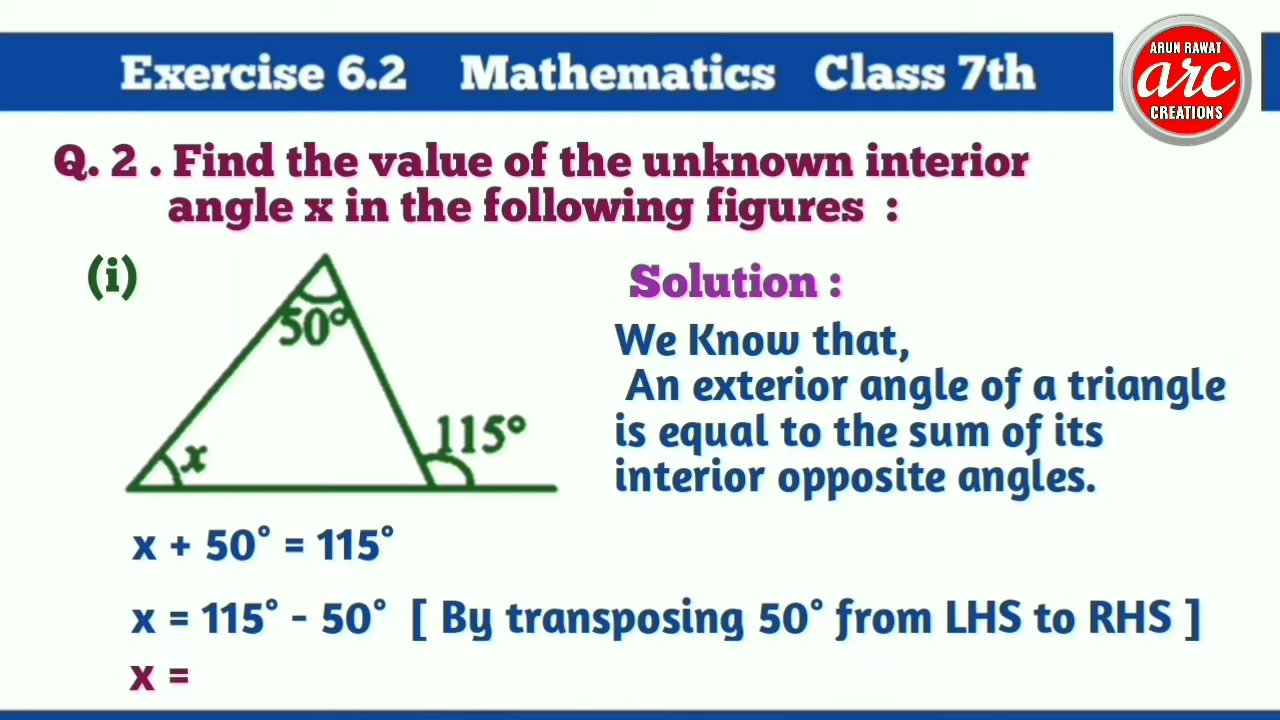 Exercise 6.2 Mathematics Class 7th
ARUN RAWAT
arc
CREATIONS
Q. 2 . Find the value of the unknown interior
angle x in the following figures :
(i)
50°
x
115°
Solution :
We Know that,
An exterior angle of a triangle
is equal to the sum of its
interior opposite angles.
x + 50° = 115°
x = 115° - 50° [ By transposing 50° from LHS to RHS ]
x =